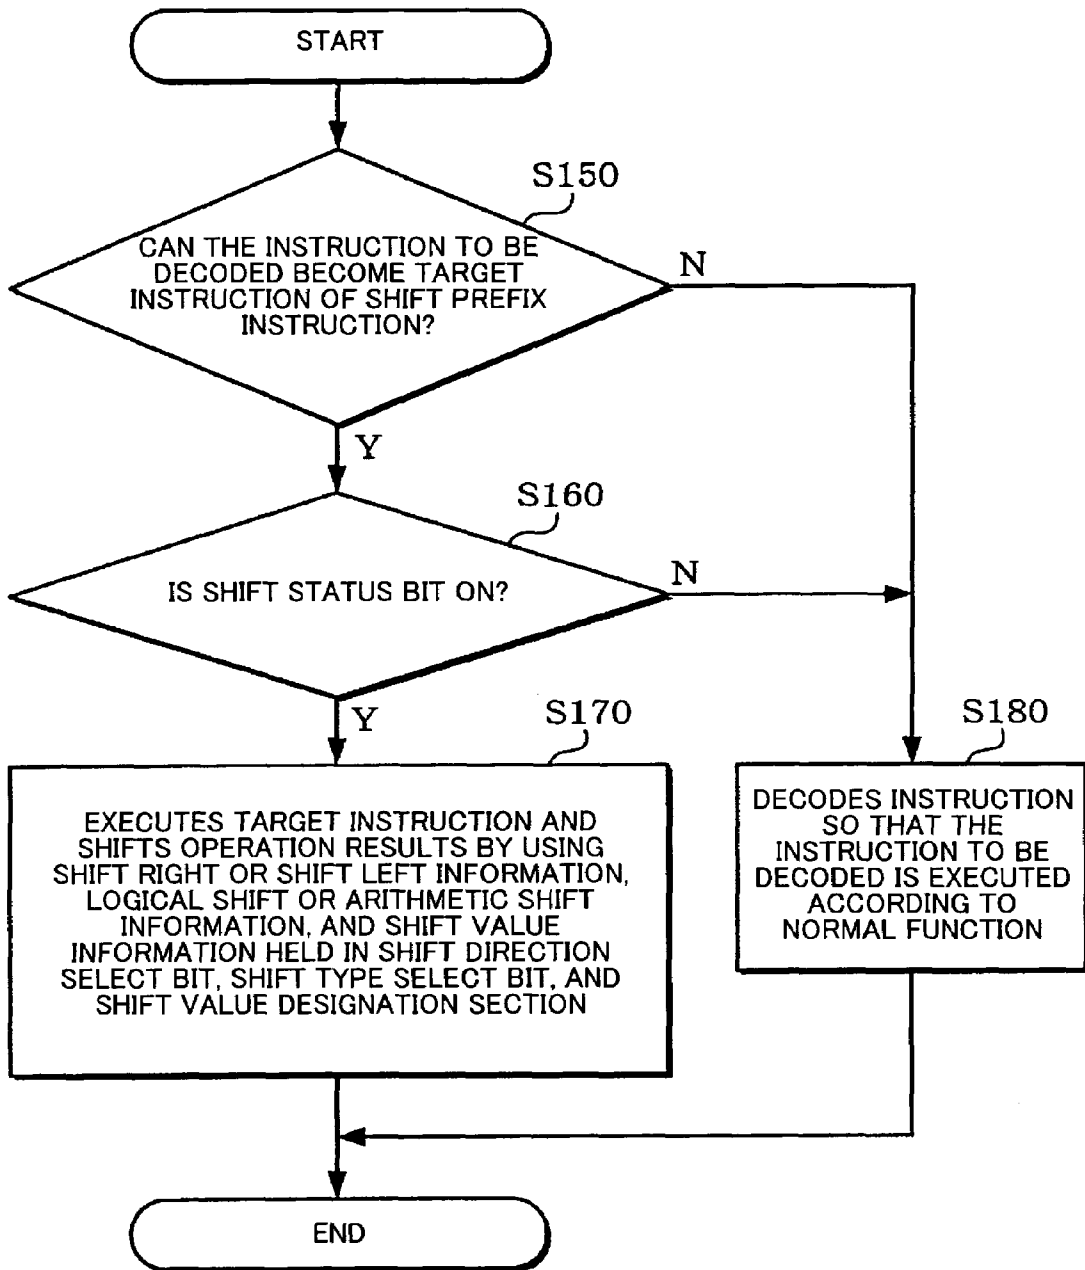 START
S150
CAN THE INSTRUCTION TO BE
DECODED BECOME TARGET
INSTRUCTION OF SHIFT PREFIX
INSTRUCTION?
N
Y
S160
IS SHIFT STATUS BIT ON?
N
Y
S170
EXECUTES TARGET INSTRUCTION AND
SHIFTS OPERATION RESULTS BY USING
SHIFT RIGHT OR SHIFT LEFT INFORMATION,
LOGICAL SHIFT OR ARITHMETIC SHIFT
INFORMATION, AND SHIFT VALUE
INFORMATION HELD IN SHIFT DIRECTION
SELECT BIT, SHIFT TYPE SELECT BIT, AND
SHIFT VALUE DESIGNATION SECTION
S180
DECODES INSTRUCTION
SO THAT THE
INSTRUCTION TO BE
DECODED IS EXECUTED
ACCORDING TO
NORMAL FUNCTION
END